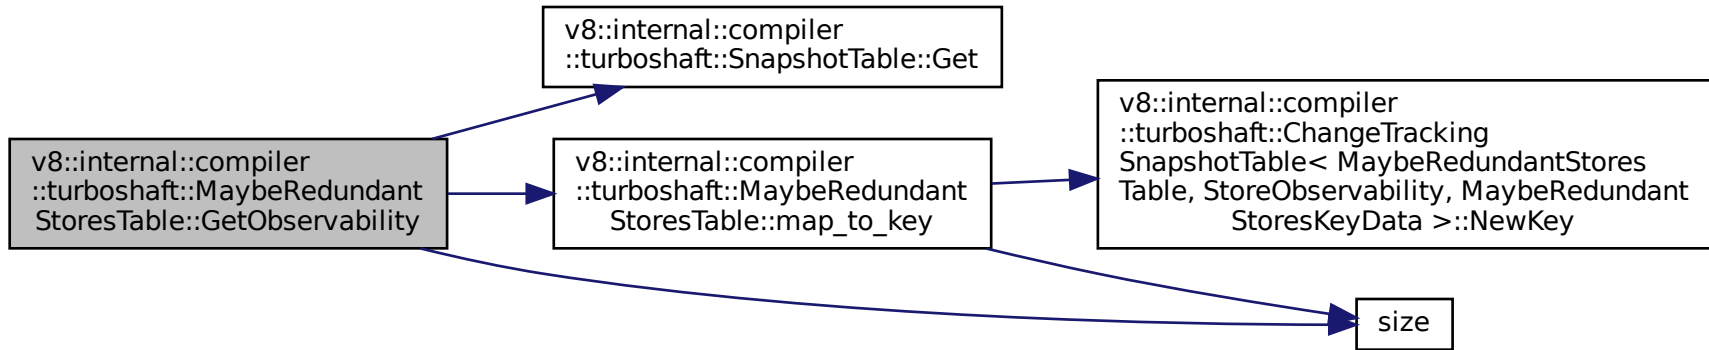 v8::internal::compiler
::turboshaft::MaybeRedundant
StoresTable::GetObservability
v8::internal::compiler
::turboshaft::SnapshotTable::Get
v8::internal::compiler
::turboshaft::MaybeRedundant
StoresTable::map_to_key
v8::internal::compiler
::turboshaft::ChangeTracking
SnapshotTable< MaybeRedundantStores
Table, StoreObservability, MaybeRedundant
StoresKeyData >::NewKey
size